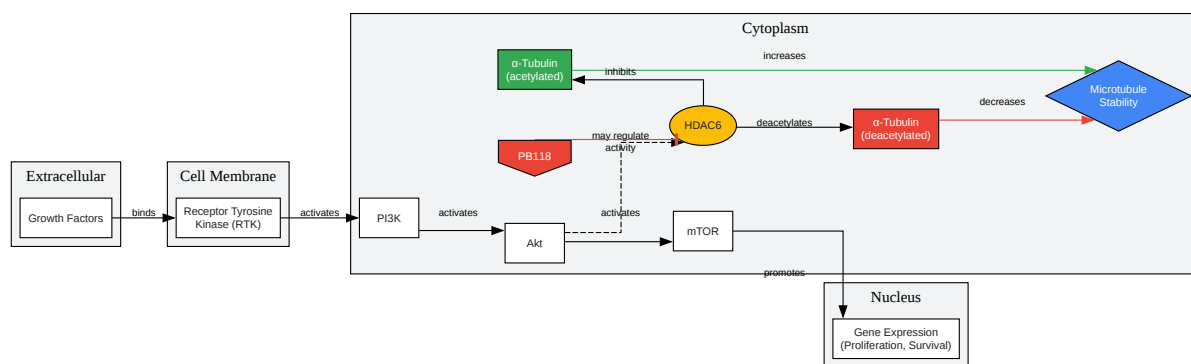 Cytoplasm
increases
α-Tubulin
(acetylated)
inhibits
Microtubule
Stability
decreases
HDAC6
deacetylates
α-Tubulin
(deacetylated)
may regulate
activity
PB118
Extracellular
Growth Factors
binds
Cell Membrane
Receptor Tyrosine
Kinase (RTK)
activates
PI3K
activates
Akt
activates
mTOR
promotes
Nucleus
Gene Expression
(Proliferation, Survival)